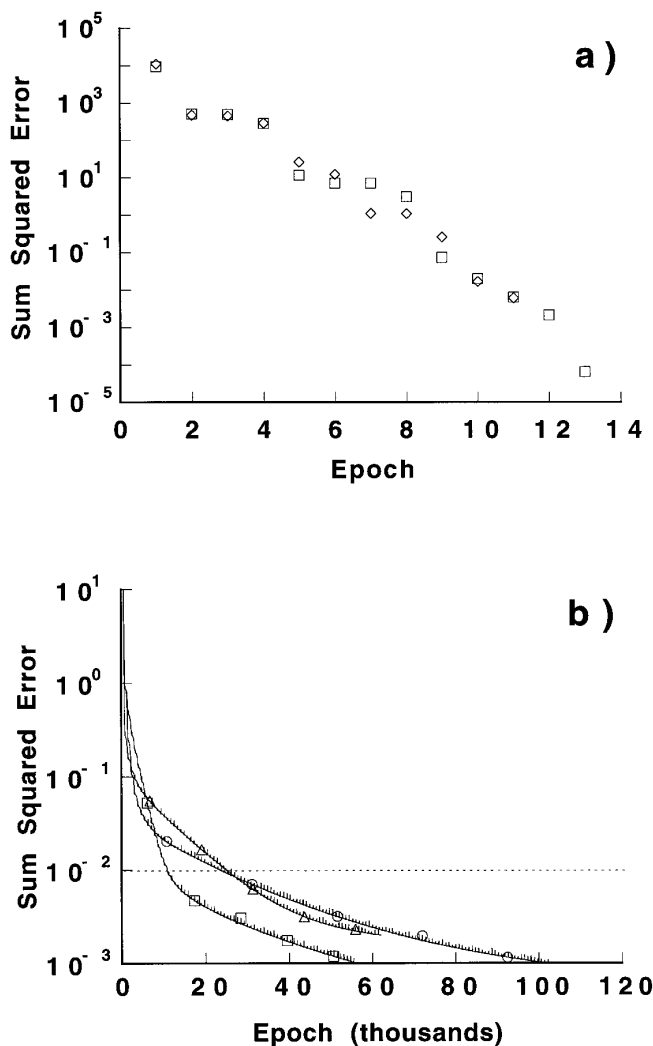 a)
10^5
10^3
10^1
10^-1
10^-3
10^-5
Sum Squared Error
0 2 4 6 8 10 12 14
Epoch
b)
10^1
10^0
10^-1
10^-2
10^-3
Sum Squared Error
0 20 40 60 80 100 120
Epoch (thousands)